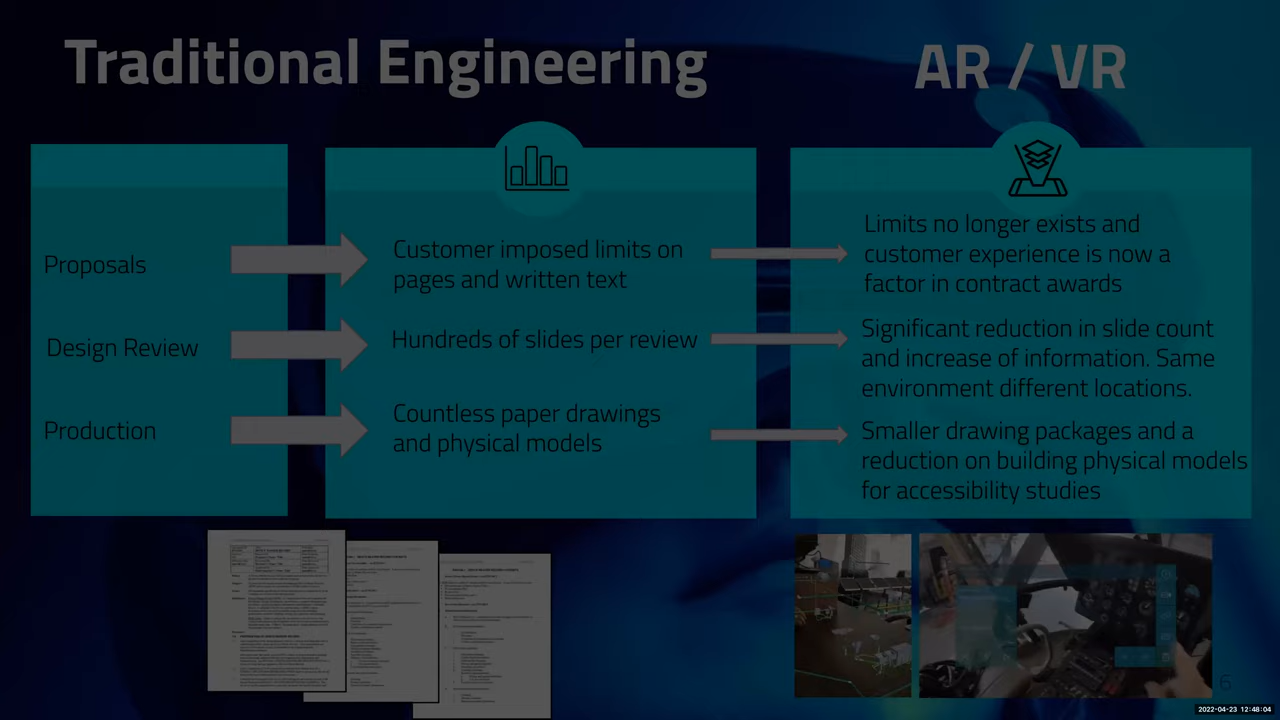 Traditional Engineering
AR / VR
Proposals
Customer imposed limits on
pages and written text
Limits no longer exists and
customer experience is now a
factor in contract awards
Design Review
Hundreds of slides per review
Significant reduction in slide count
and increase of information. Same
environment different locations.
Production
Countless paper drawings
and physical models
Smaller drawing packages and a
reduction on building physical models
for accessibility studies
6
2022-04-23 12:48:04